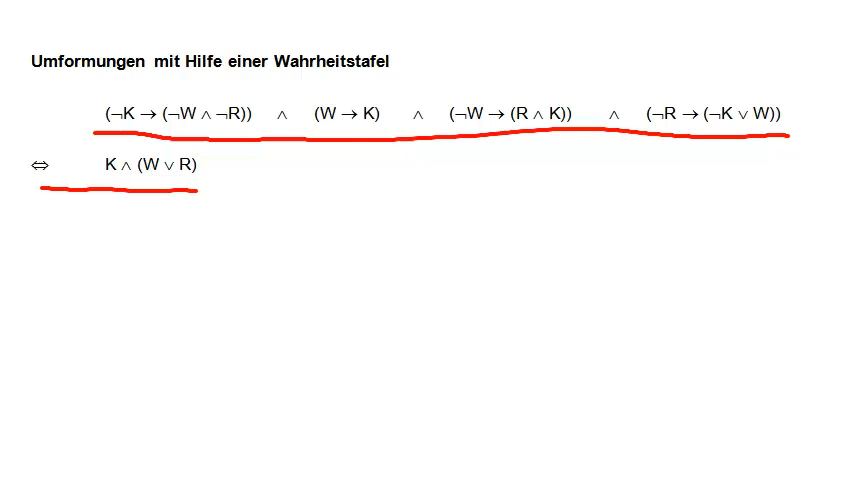 Umformungen mit Hilfe einer Wahrheitstafel
(¬K → (¬W ∧ ¬R)) ∧ (W → K) ∧ (¬W → (R ∧ K)) ∧ (¬R → (¬K ∨ W))
⇔ K ∧ (W ∨ R)